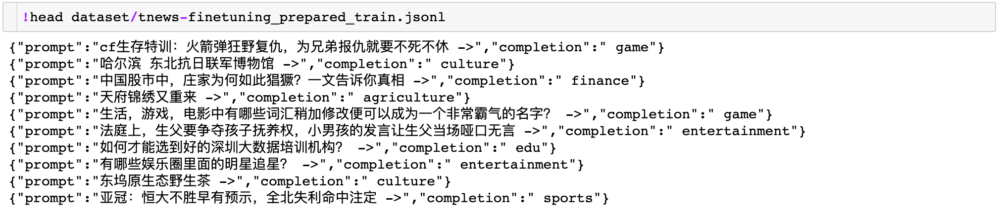 !head dataset/tnews-finetuning_prepared_train.jsonl
{"prompt":"cf生存特训：火箭弹狂野复仇，为兄弟报仇就要不死不休 ->","completion":" game"}
{"prompt":"哈尔滨 东北抗日联军博物馆 ->","completion":" culture"}
{"prompt":"中国股市中，庄家为何如此猖獗？一文告诉你真相 ->","completion":" finance"}
{"prompt":"天府锦绣又重来 ->","completion":" agriculture"}
{"prompt":"生活，游戏，电影中有哪些词汇稍加修改便可以成为一个非常霸气的名字？ ->","completion":" game"}
{"prompt":"法庭上，生父要争夺孩子抚养权，小男孩的发言让生父当场哑口无言 ->","completion":" entertainment"}
{"prompt":"如何才能选到好的深圳大数据培训机构？ ->","completion":" edu"}
{"prompt":"有哪些娱乐圈里面的明星追星？ ->","completion":" entertainment"}
{"prompt":"东坞原生态野生茶 ->","completion":" culture"}
{"prompt":"亚冠：恒大不胜早有预示，全北失利命中注定 ->","completion":" sports"}